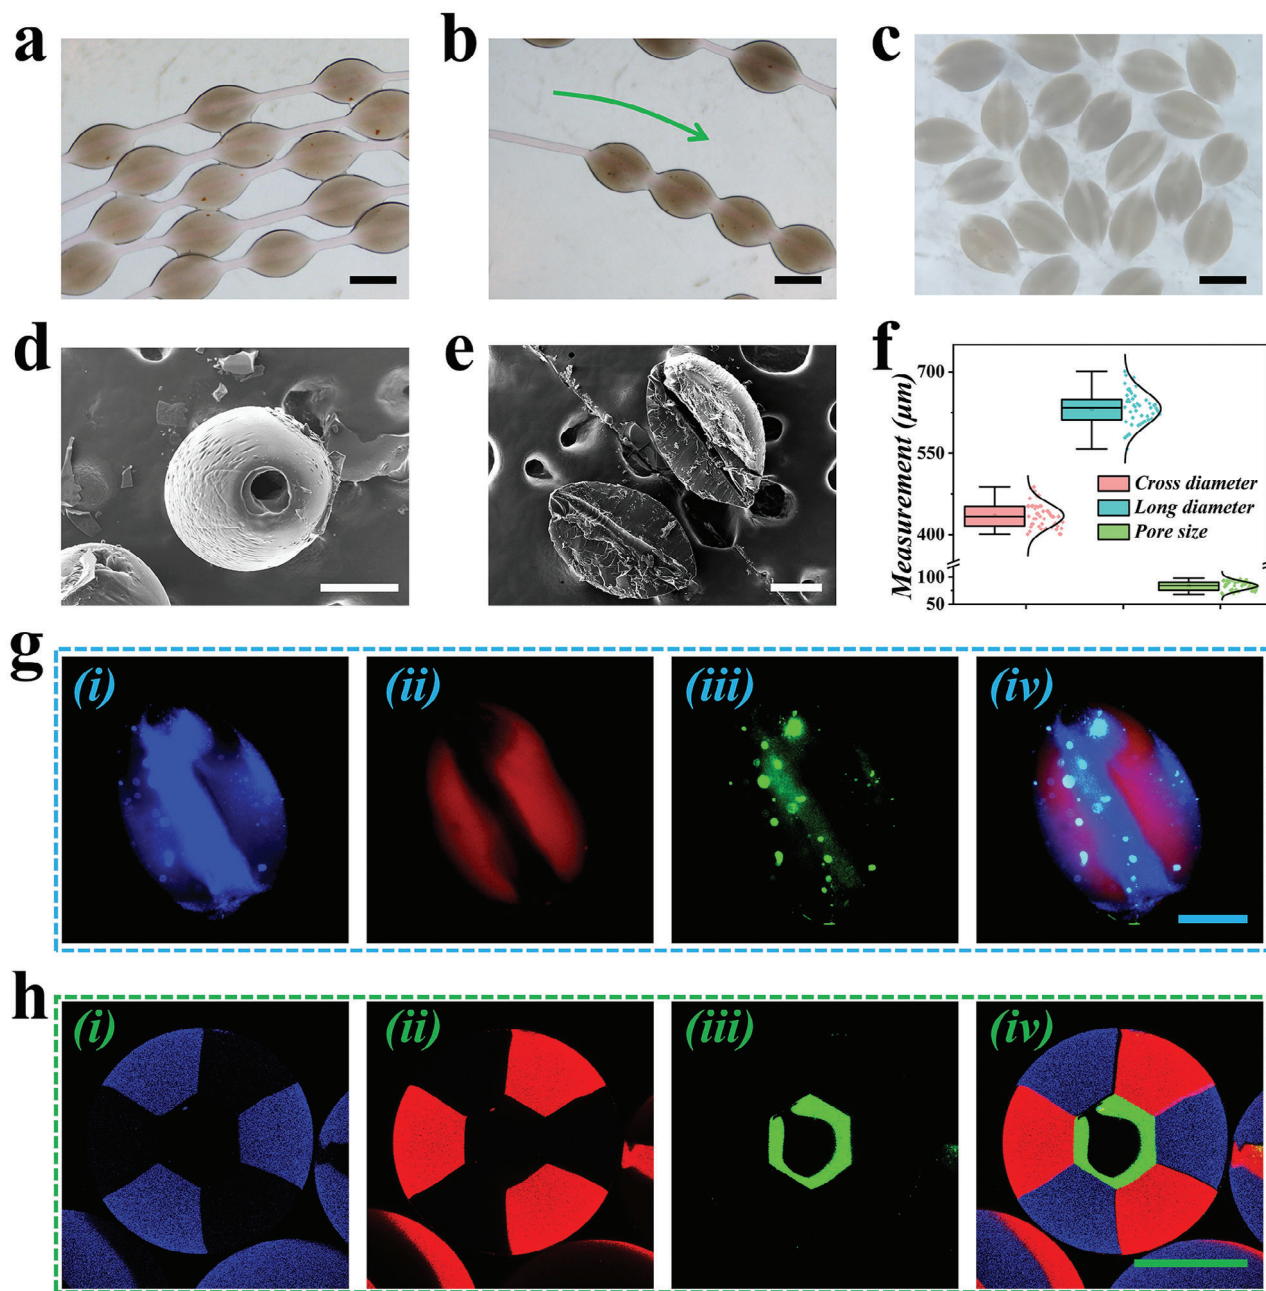 a
b
c
d
e
f
Measurement (μm)
700
550
400
100
50
Cross diameter
Long diameter
Pore size
g
(i)
(ii)
(iii)
(iv)
h
(i)
(ii)
(iii)
(iv)